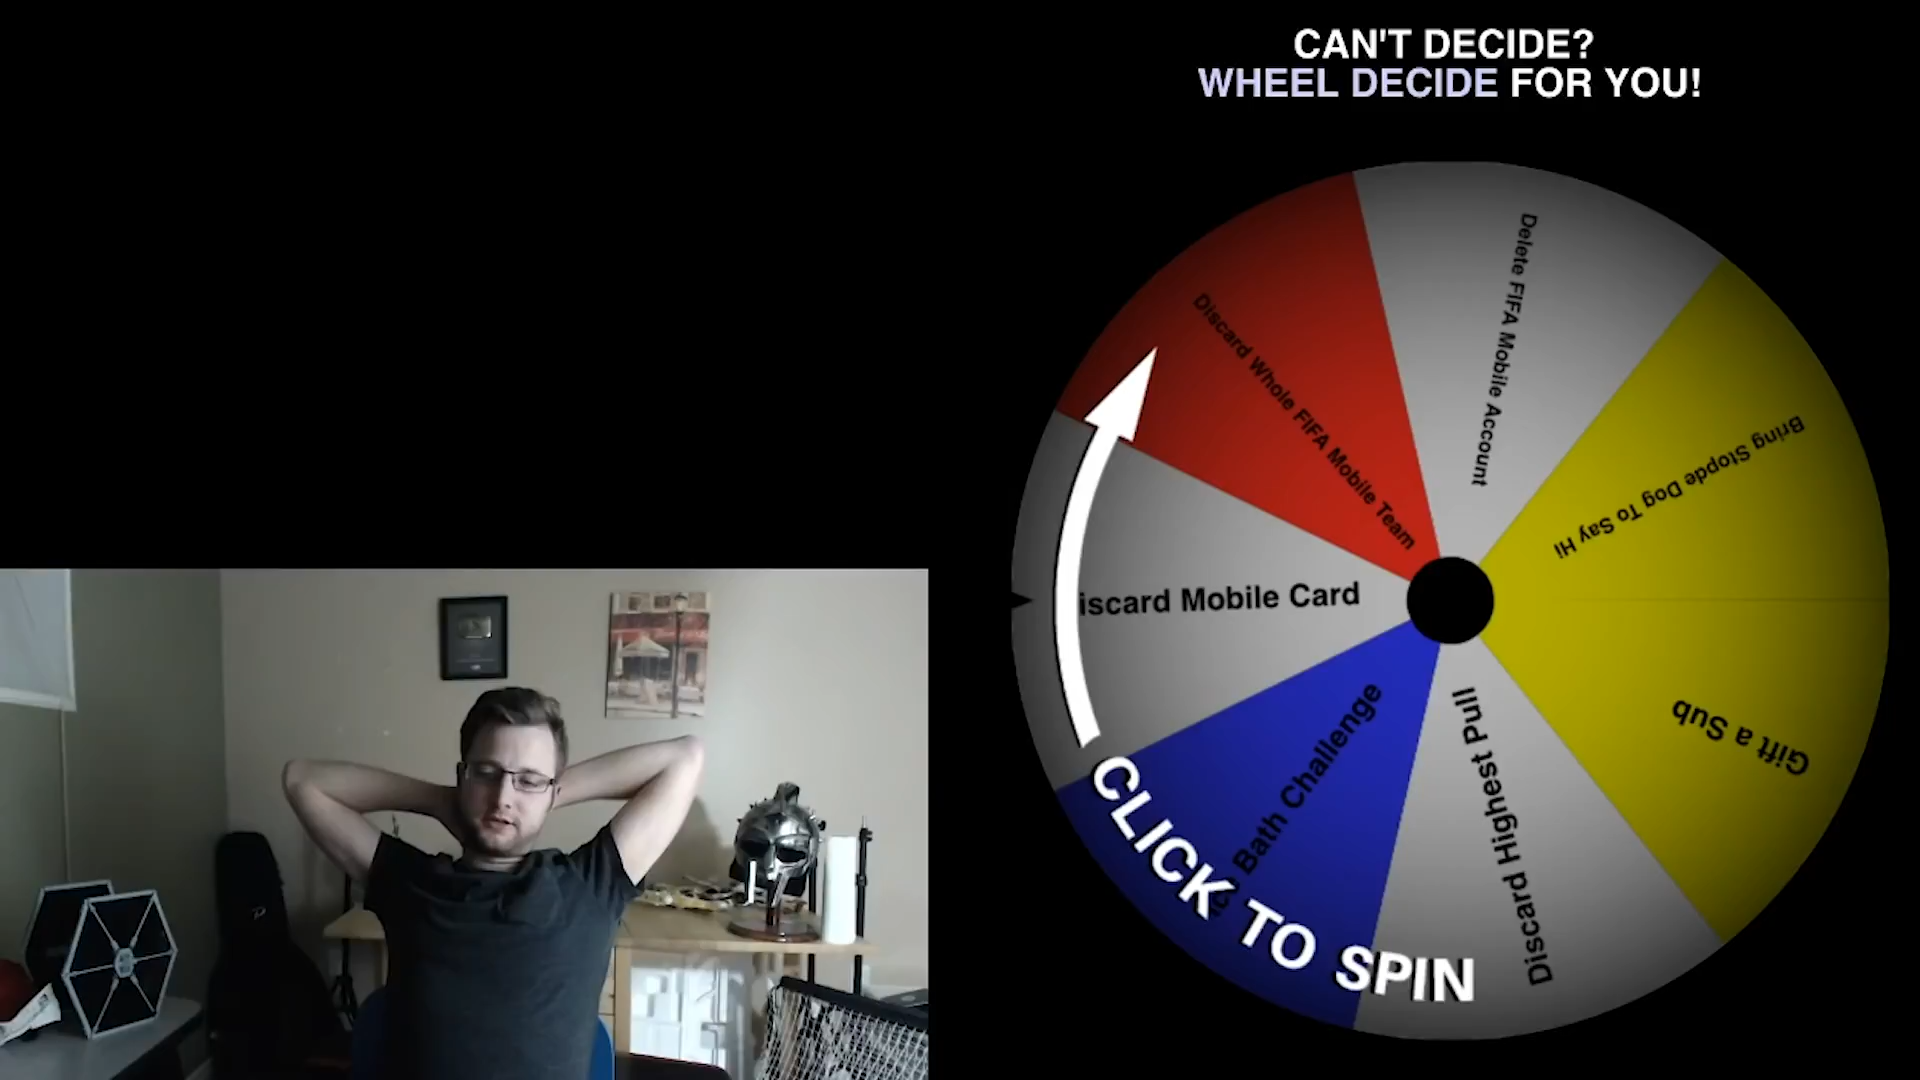 CAN'T DECIDE?
WHEEL DECIDE FOR YOU!
Delete FIFA Mobile Account
Bring Stopde Dog To Say Hi
Gift a Sub
Discard Highest Pull
Bath Challenge
iscard Mobile Card
Discard Whole FIFA Mobile Team
CLICK TO SPIN